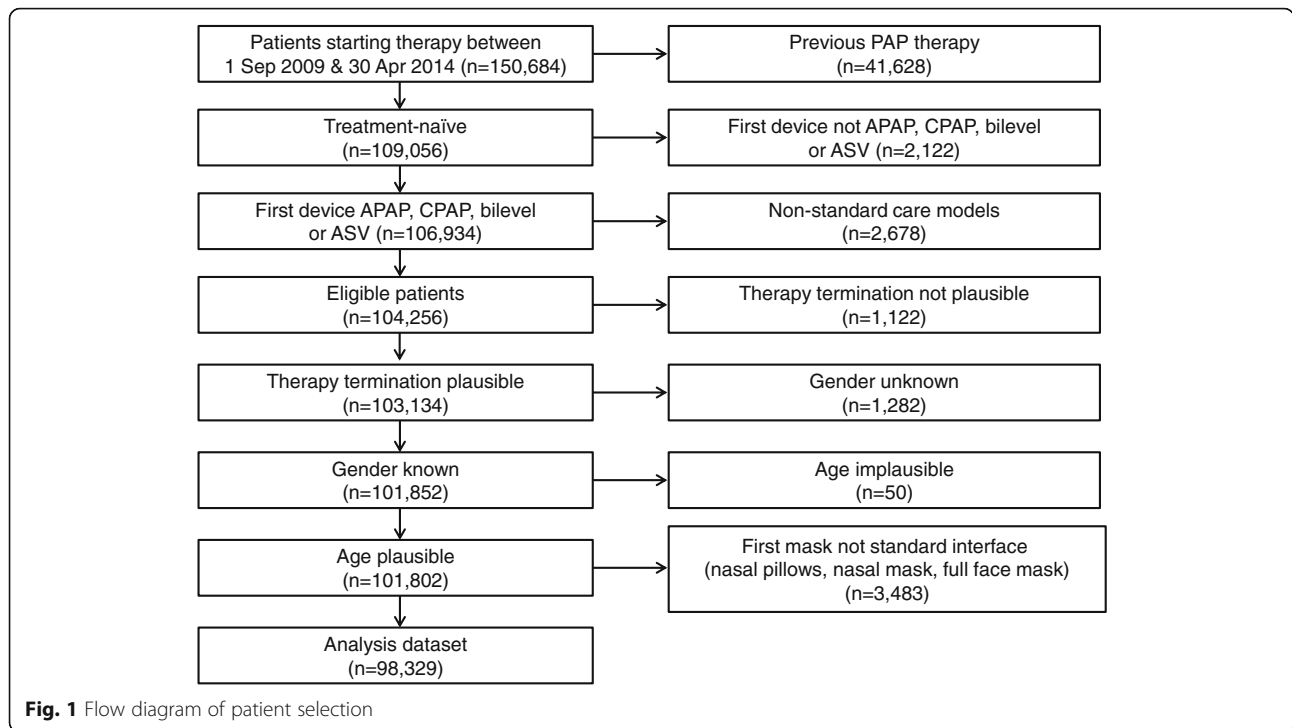 Patients starting therapy between
1 Sep 2009 & 30 Apr 2014 (n=150,684)
Previous PAP therapy
(n=41,628)
Treatment-naïve
(n=109,056)
First device not APAP, CPAP, bilevel
or ASV (n=2,122)
First device APAP, CPAP, bilevel
or ASV (n=106,934)
Non-standard care models
(n=2,678)
Eligible patients
(n=104,256)
Therapy termination not plausible
(n=1,122)
Therapy termination plausible
(n=103,134)
Gender unknown
(n=1,282)
Gender known
(n=101,852)
Age implausible
(n=50)
Age plausible
(n=101,802)
First mask not standard interface
(nasal pillows, nasal mask, full face mask)
(n=3,483)
Analysis dataset
(n=98,329)
Fig. 1 Flow diagram of patient selection